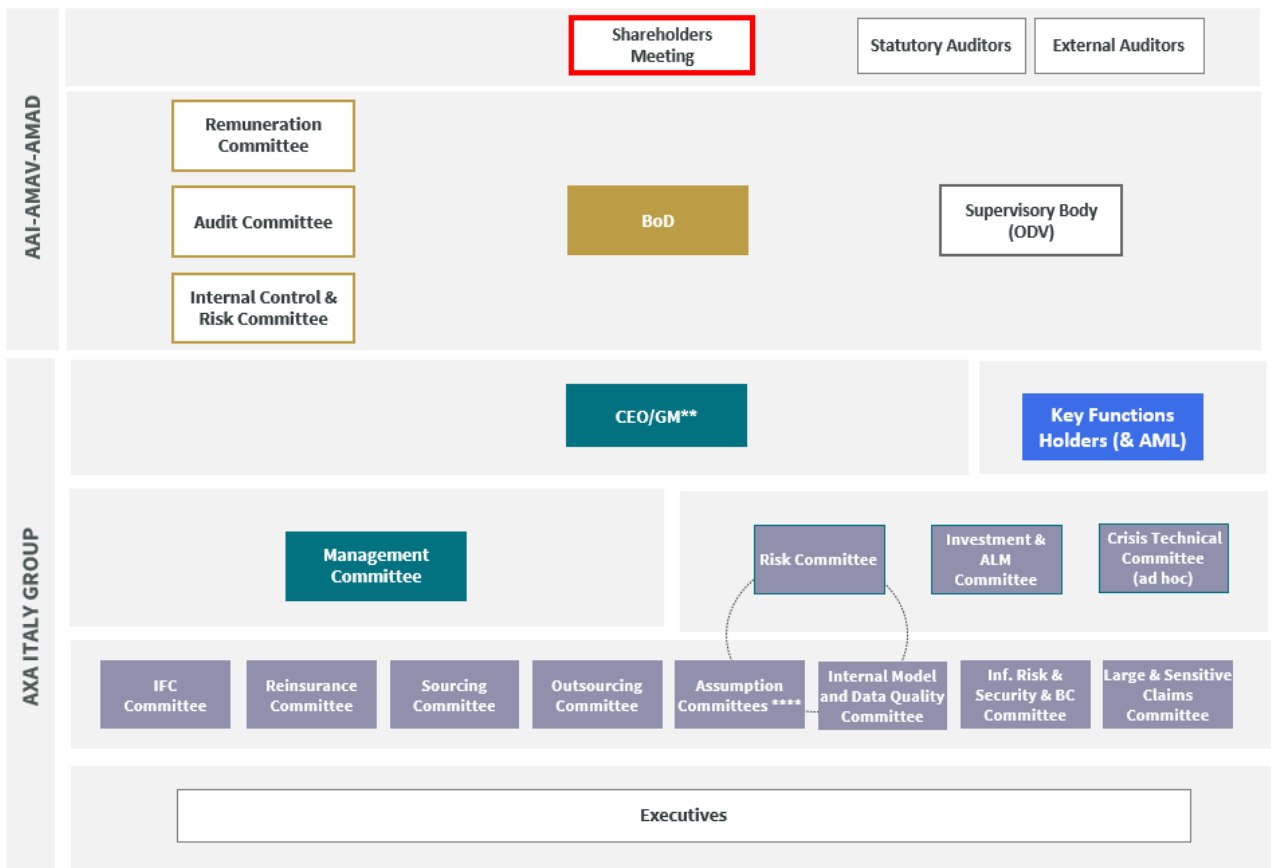 AAI-AMAV-AMAD
Shareholders
Meeting
Statutory Auditors
External Auditors
Remuneration
Committee
Audit Committee
BoD
Supervisory Body
(ODV)
Internal Control &
Risk Committee
AXA ITALY GROUP
CEO/GM**
Key Functions
Holders (& AML)
Management
Committee
Risk Committee
Investment &
ALM
Committee
Crisis Technical
Committee
(ad hoc)
IFC
Committee
Reinsurance
Committee
Sourcing
Committee
Outsourcing
Committee
Assumption
Committees ****
Internal Model
and Data Quality
Committee
Inf. Risk &
Security & BC
Committee
Large & Sensitive
Claims
Committee
Executives